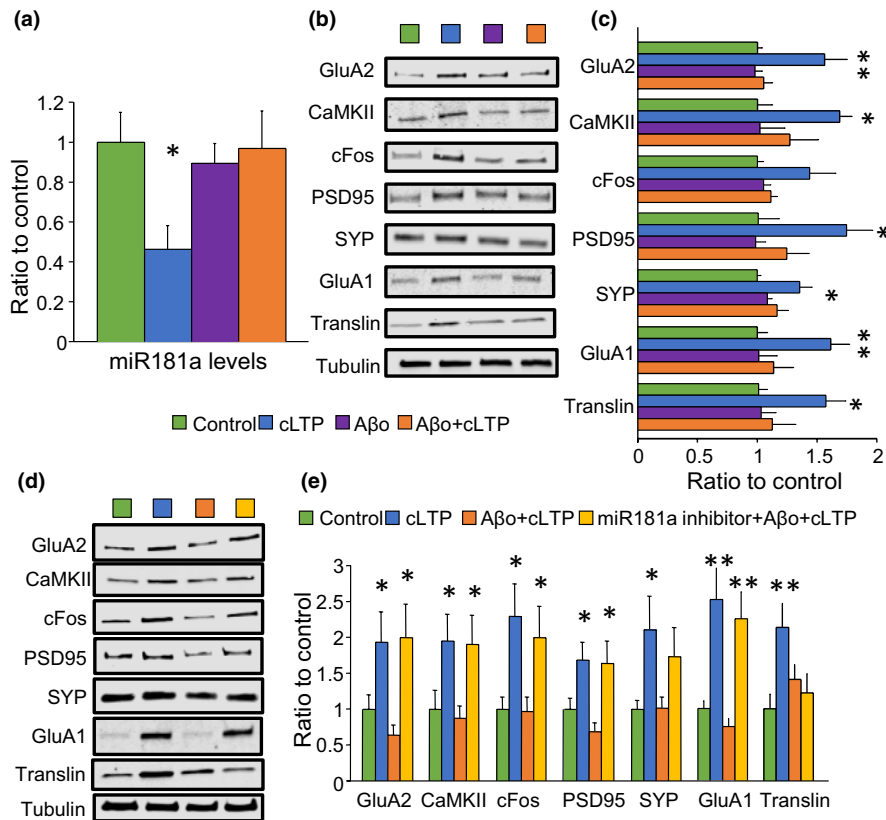 (a)
1.2
1
0.8
0.6
0.4
0.2
0
Ratio to control
*
miR181a levels
(b)
GluA2
CaMKII
cFos
PSD95
SYP
GluA1
Translin
Tubulin
(c)
GluA2
**
CaMKII
*
cFos
PSD95
*
SYP
*
GluA1
**
Translin
*
0 0.5 1 1.5 2
Ratio to control
Control cLTP Aβo Aβo+cLTP
(d)
GluA2
CaMKII
cFos
PSD95
SYP
GluA1
Translin
Tubulin
(e)
Control cLTP Aβo+cLTP miR181a inhibitor+Aβo+cLTP
3
2.5
2
1.5
1
0.5
0
Ratio to control
* * * * * * * * * ** ** **
GluA2 CaMKII cFos PSD95 SYP GluA1 Translin